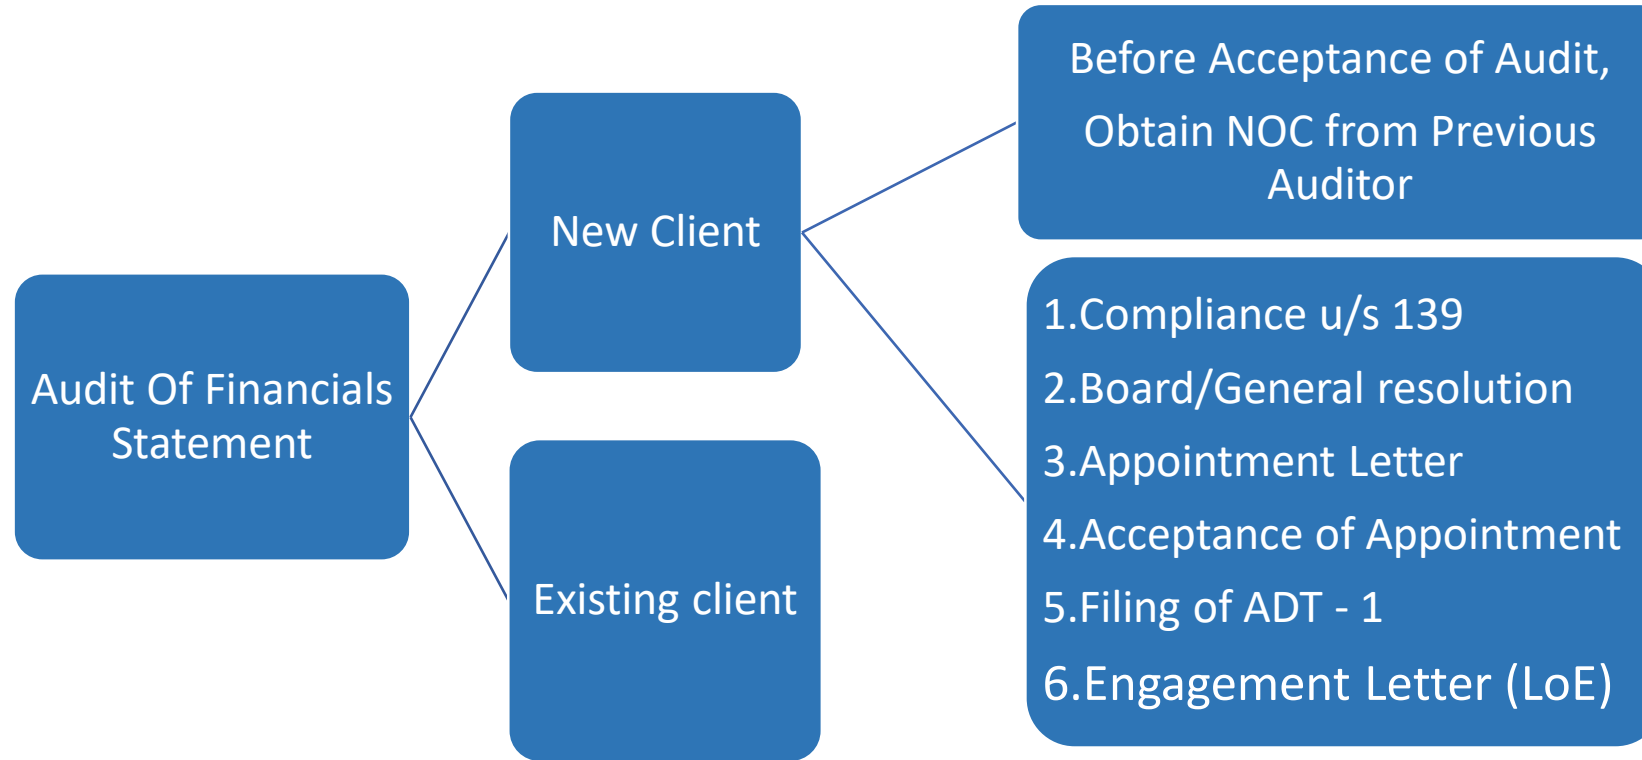 Audit Of Financials
Statement
New Client
Existing client
Before Acceptance of Audit,
Obtain NOC from Previous
Auditor
1.Compliance u/s 139
2.Board/General resolution
3.Appointment Letter
4.Acceptance of Appointment
5.Filing of ADT - 1
6.Engagement Letter (LoE)